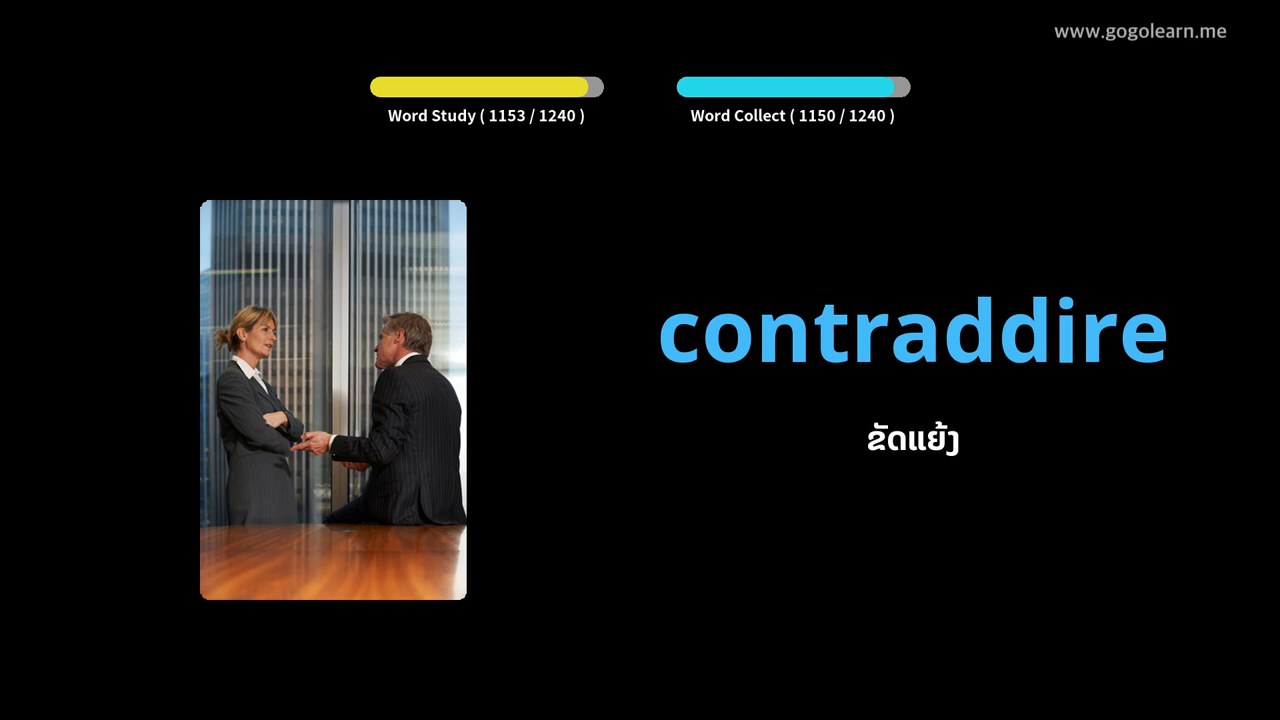 www.gogolearn.me
Word Study ( 1153 / 1240 )
Word Collect ( 1150 / 1240 )
contraddire
ຂັດແຍ້ງ